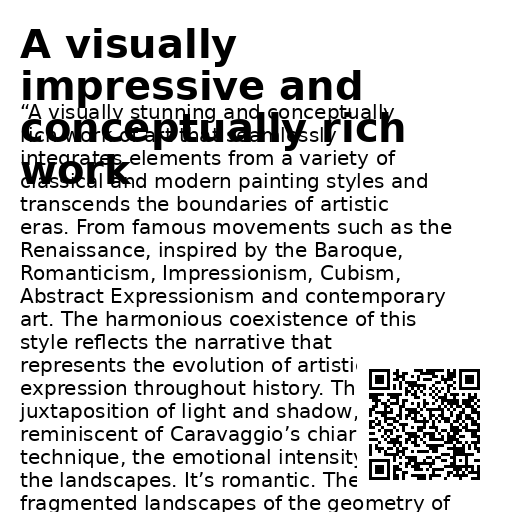 A visually
impressive and
conceptually rich
work
“A visually stunning and conceptually
rich work of art that seamlessly
integrates elements from a variety of
classical and modern painting styles and
transcends the boundaries of artistic
eras. From famous movements such as the
Renaissance, inspired by the Baroque,
Romanticism, Impressionism, Cubism,
Abstract Expressionism and contemporary
art. The harmonious coexistence of this
style reflects the narrative that
represents the evolution of artisti
expression throughout history. Th
juxtaposition of light and shadow,
reminiscent of Caravaggio’s chiar
technique, the emotional intensity
the landscapes. It’s romantic. The
fragmented landscapes of the geometry of